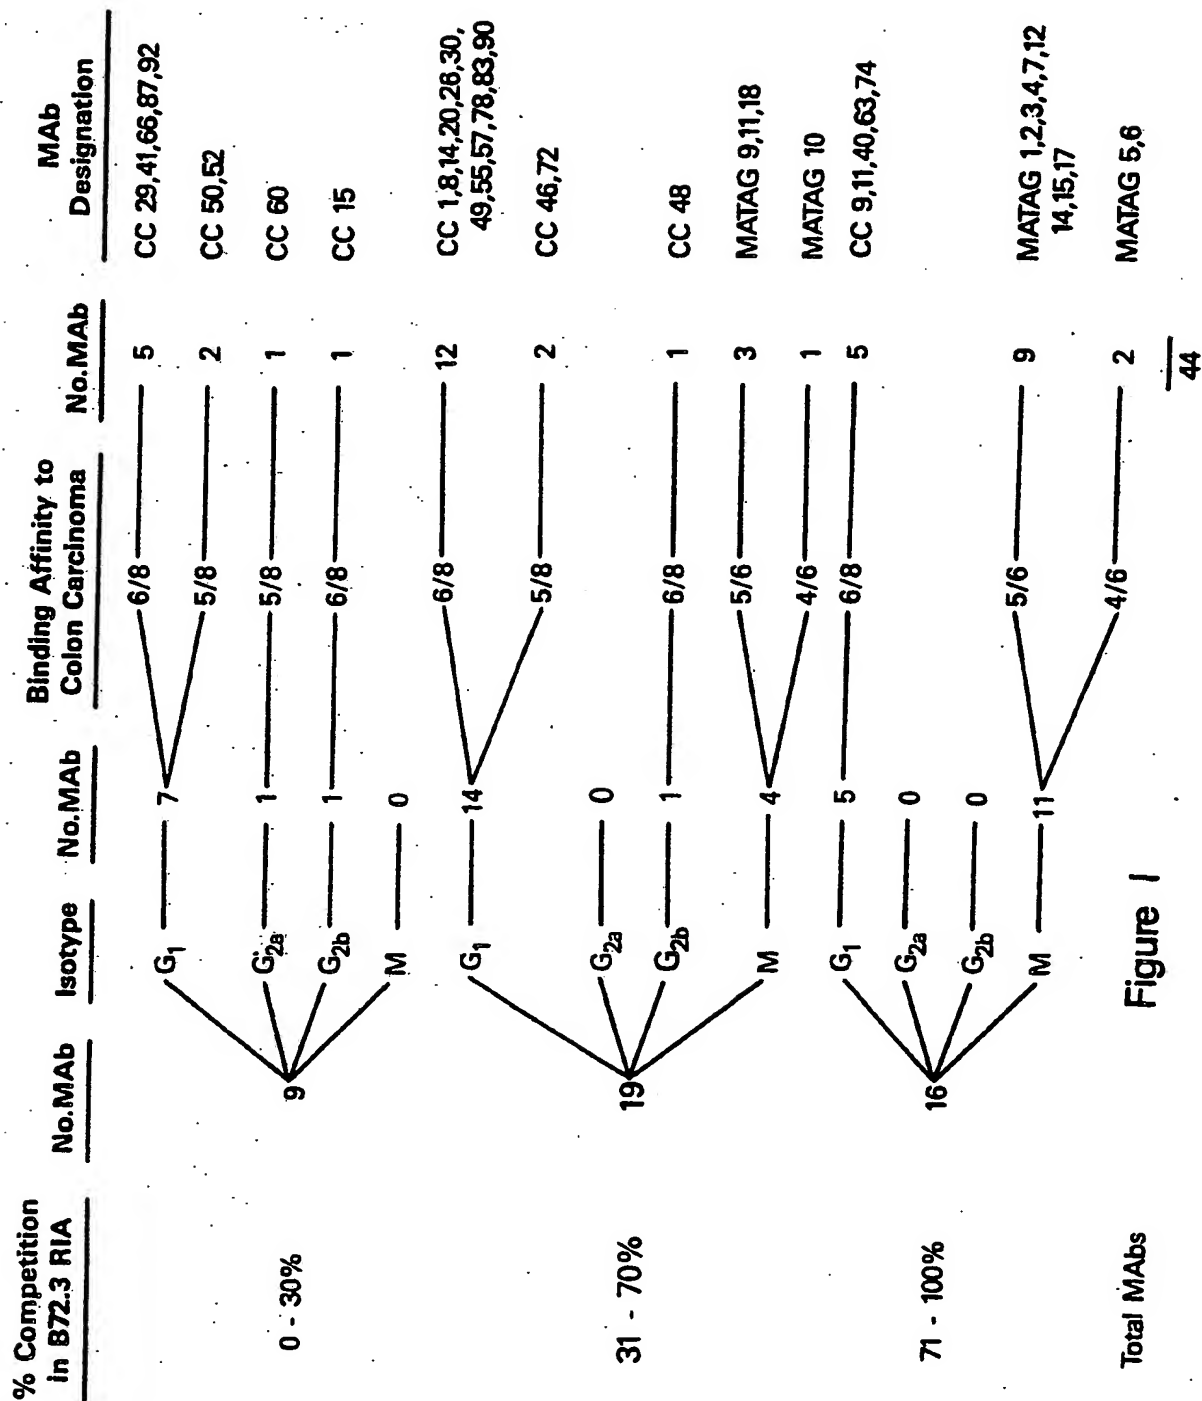 % Competition in B72.3 RIA No.MAb Isotype No.MAb Binding Affinity to Colon Carcinoma No.MAb MAb Designation
0 - 30% 9
G1 7 6/8 5 CC 29,41,66,87,92
5/8 2 CC 50,52
G2a 1 5/8 1 CC 60
G2b 1 6/8 1 CC 15
M 0
31 - 70% 19
G1 14 6/8 12 CC 1,8,14,20,26,30,
49,55,57,78,83,90
5/8 2 CC 46,72
G2a 0
G2b 1 6/8 1 CC 48
M 4 5/6 3 MATAG 9,11,18
4/6 1 MATAG 10
71 - 100% 16
G1 5 6/8 5 CC 9,11,40,63,74
G2a 0
G2b 0
M 11 5/6 9 MATAG 1,2,3,4,7,12
14,15,17
4/6 2 MATAG 5,6
Total MAbs 44
Figure 1